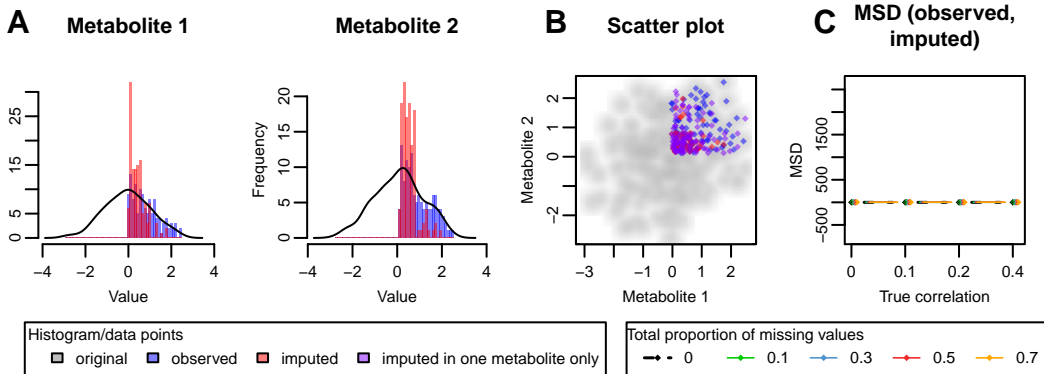 A
Metabolite 1
Metabolite 2
B
Scatter plot
C
MSD (observed,
imputed)
0 5 15 25
−4 −2 0 2 4
Value
Frequency
0 5 10 15 20
−4 −2 0 2 4
Value
Metabolite 2
−2 0 1 2
−3 −1 0 1 2
Metabolite 1
MSD
−500 0 500 1500
0 0.1 0.2 0.4
True correlation
Histogram/data points
original observed imputed imputed in one metabolite only
Total proportion of missing values
0 0.1 0.3 0.5 0.7